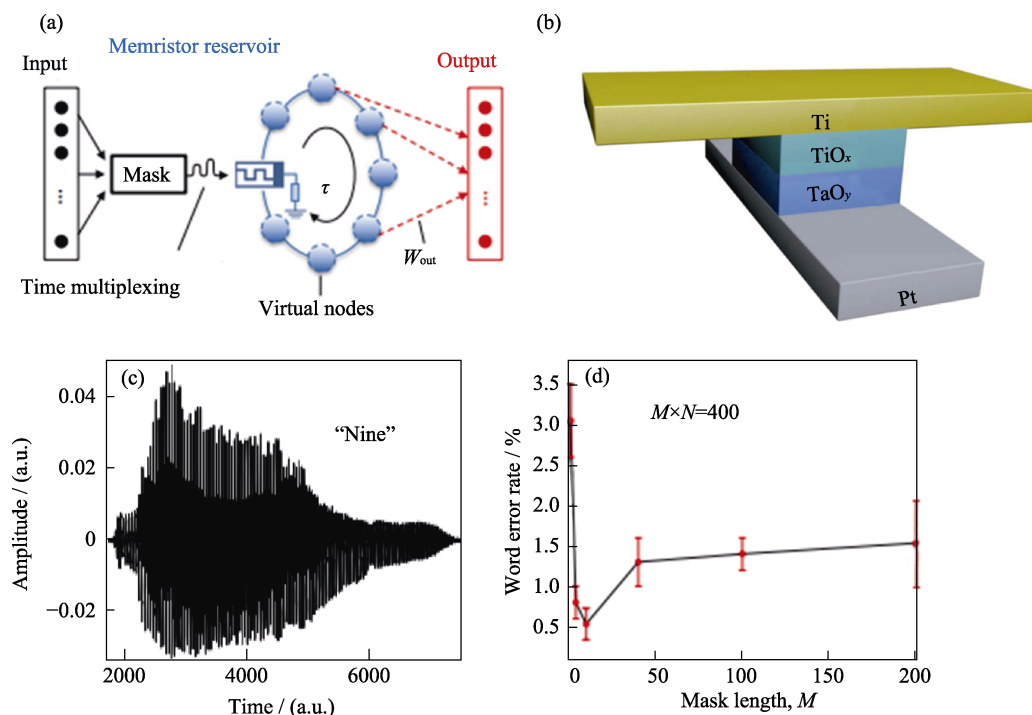 (a)
Memristor reservoir
Input
Output
Mask
τ
...
...
W_out
Time multiplexing
Virtual nodes
(b)
Ti
TiOₓ
TaOy
Pt
(c)
"Nine"
Amplitude / (a.u.)
0.04
0.02
0
−0.02
2000 4000 6000
Time / (a.u.)
(d)
M×N=400
Word error rate / %
3.5
3.0
2.5
2.0
1.5
1.0
0.5
0 50 100 150 200
Mask length, M